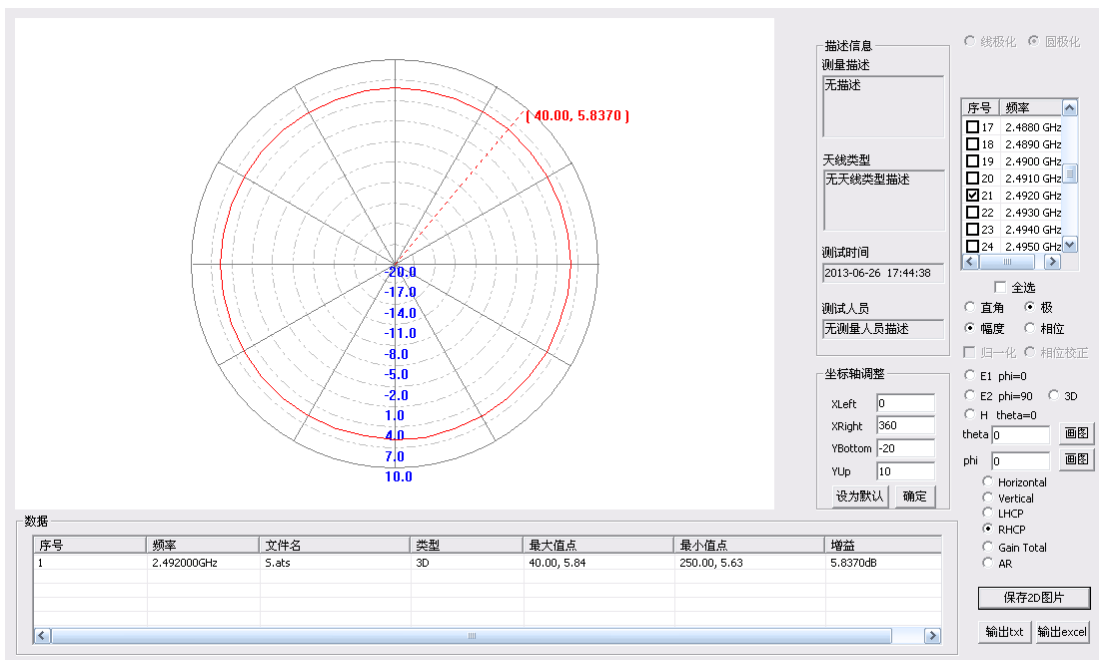 ( 40.00, 5.8370 )
-20.0
-17.0
-14.0
-11.0
-8.0
-5.0
-2.0
1.0
4.0
7.0
10.0
描述信息
测量描述
无描述
天线类型
无天线类型描述
测试时间
2013-06-26 17:44:38
测试人员
无测量人员描述
坐标轴调整
XLeft 0
XRight 360
YBottom -20
YUp 10
设为默认 确定
线极化 圆极化
序号 频率
17 2.4880 GHz
18 2.4890 GHz
19 2.4900 GHz
20 2.4910 GHz
21 2.4920 GHz
22 2.4930 GHz
23 2.4940 GHz
24 2.4950 GHz
全选
直角 极
幅度 相位
归一化 相位校正
E1 phi=0
E2 phi=90 3D
H theta=0
theta 0 画图
phi 0 画图
Horizontal
Vertical
LHCP
RHCP
Gain Total
AR
保存2D图片
输出txt 输出excel
数据
序号 频率 文件名 类型 最大值点 最小值点 增益
1 2.492000GHz 5.ats 3D 40.00, 5.84 250.00, 5.63 5.8370dB